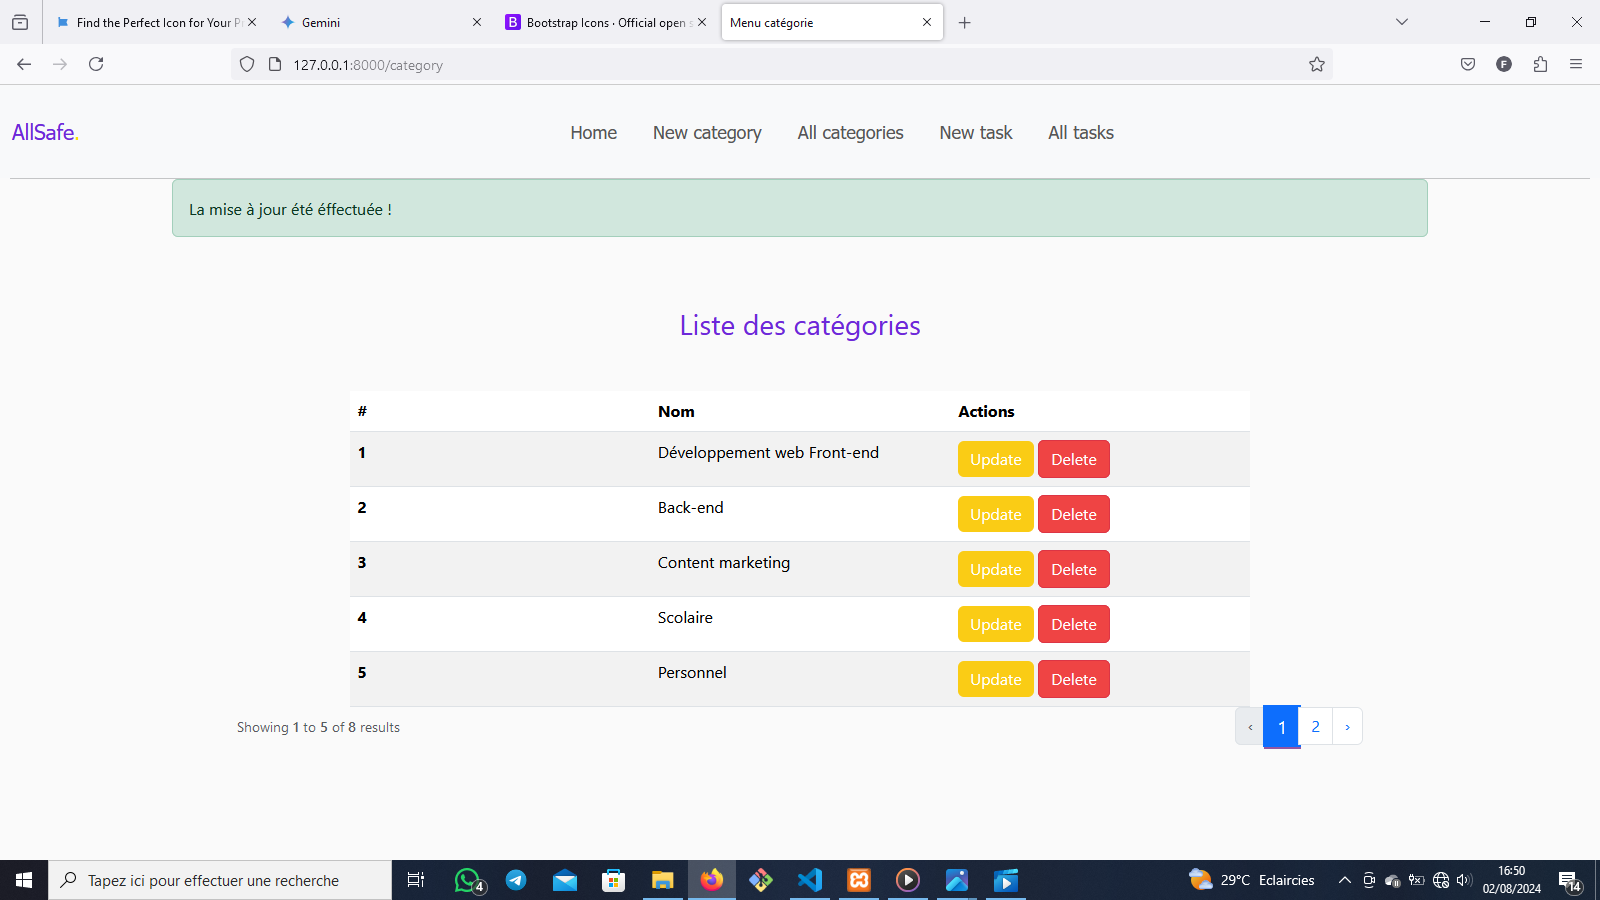 Find the Perfect Icon for Your P
Gemini
Bootstrap Icons · Official open s
Menu catégorie
127.0.0.1:8000/category
AllSafe.
Home
New category
All categories
New task
All tasks
La mise à jour été éffectuée !
Liste des catégories
# Nom Actions
1 Développement web Front-end Update Delete
2 Back-end Update Delete
3 Content marketing Update Delete
4 Scolaire Update Delete
5 Personnel Update Delete
Showing 1 to 5 of 8 results
‹ 1 2 ›
Tapez ici pour effectuer une recherche
4
29°C Eclaircies
16:50
02/08/2024
14